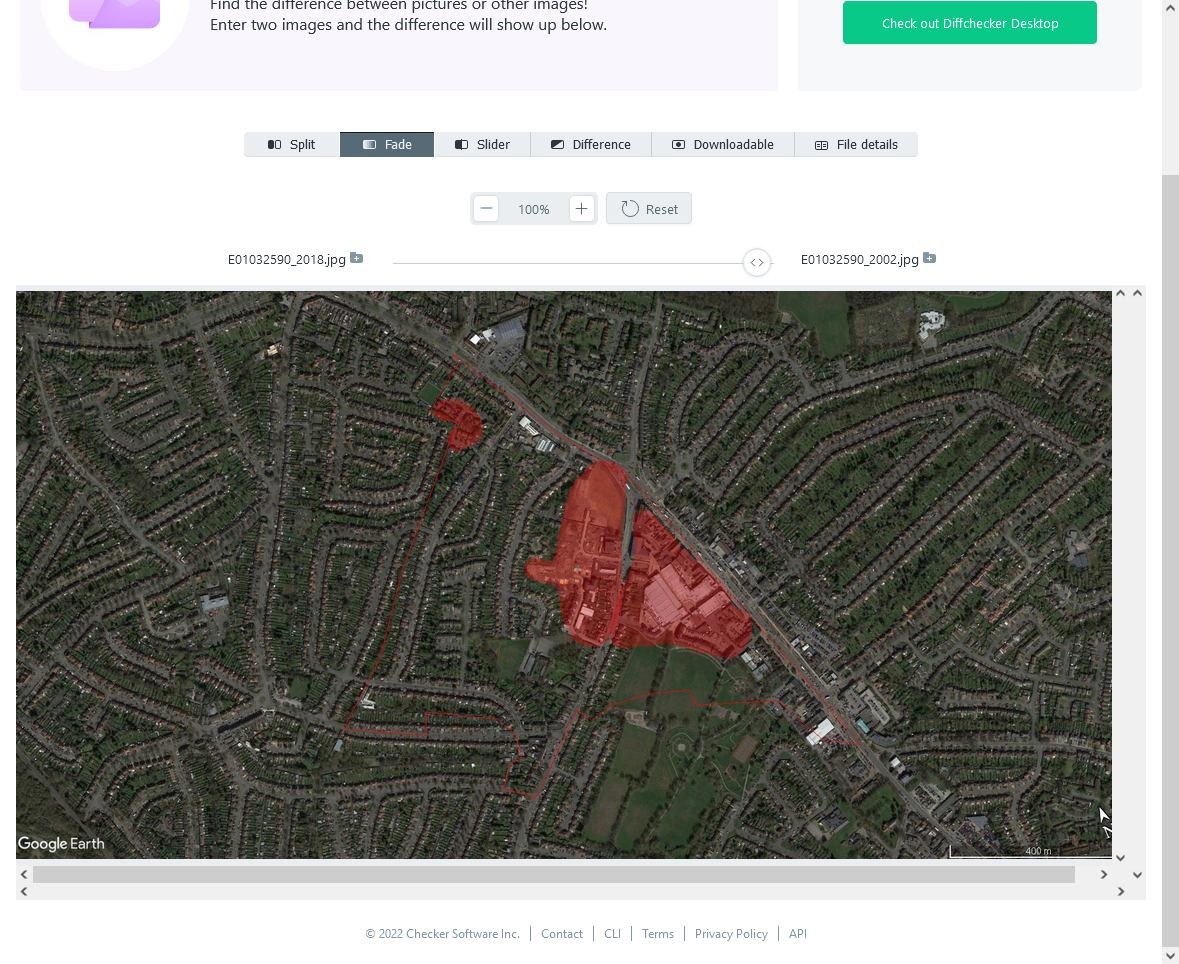 Find the difference between pictures or other images!
Enter two images and the difference will show up below.
Check out Diffchecker Desktop
Split
Fade
Slider
Difference
Downloadable
File details
100%
Reset
E01032590_2018.jpg
E01032590_2002.jpg
Google Earth
400 m
© 2022 Checker Software Inc.
Contact
CLI
Terms
Privacy Policy
API